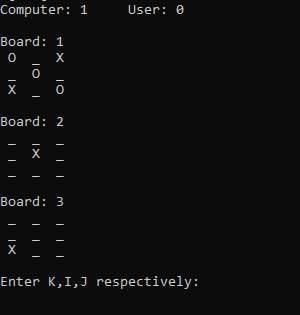 Computer: 1     User: 0
Board: 1
O _ X
_ O _
X _ O
Board: 2
_ _ _
_ X _
_ _ _
Board: 3
_ _ _
_ _ _
X _ _
Enter K,I,J respectively: